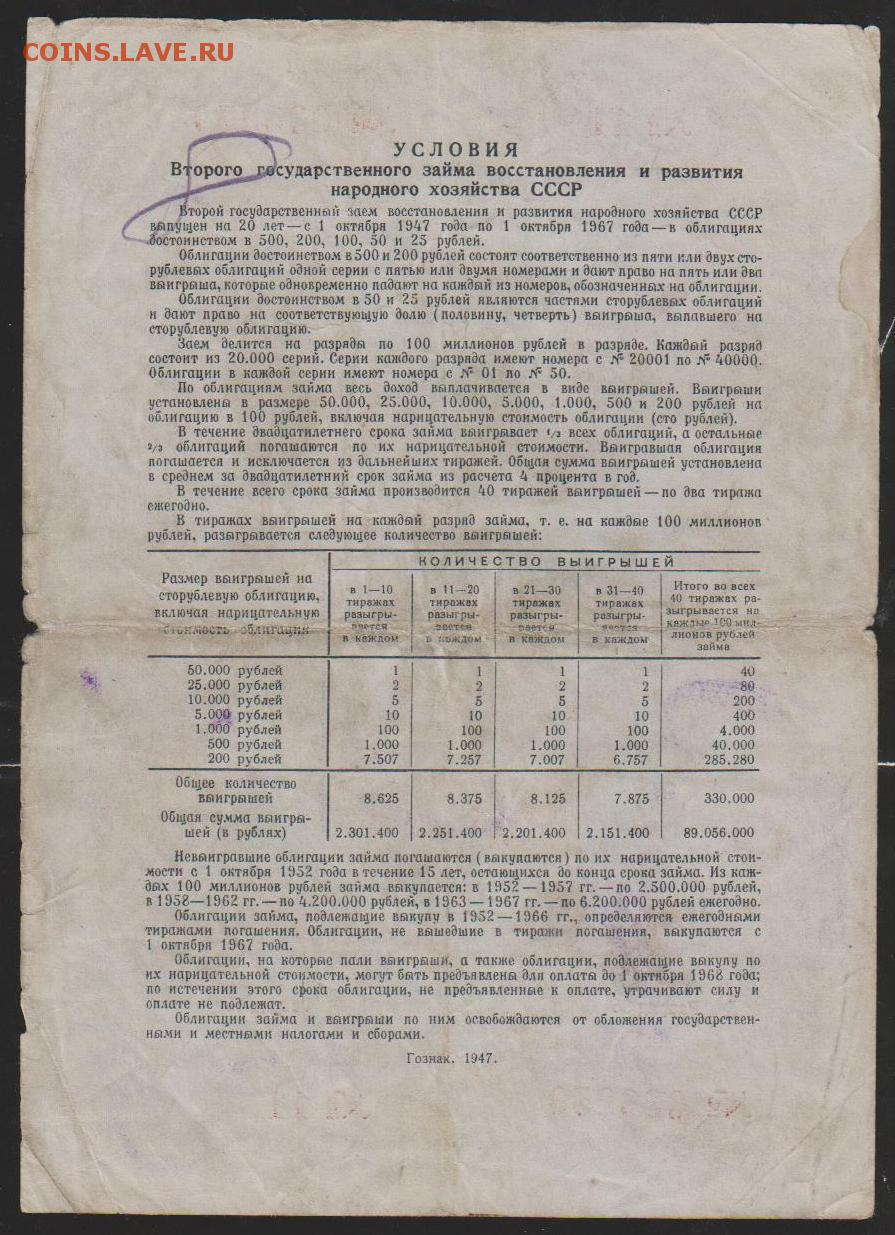 COINS.LAVE.RU
УСЛОВИЯ
Второго государственного займа восстановления и развития
народного хозяйства СССР
Второй государственный заем восстановления и развития народного хозяйства СССР
выпущен на 20 лет — с 1 октября 1947 года по 1 октября 1967 года — в облигациях
достоинством в 500, 200, 100, 50 и 25 рублей.
Облигации достоинством в 500 и 200 рублей состоят соответственно из пяти или двух сто-
рублевых облигаций одной серии с пятью или двумя номерами и дают право на пять или два
выигрыша, которые одновременно падают на каждый из номеров, обозначенных на облигации.
Облигации достоинством в 50 и 25 рублей являются частями сторублевых облигаций
и дают право на соответствующую долю (половину, четверть) выигрыша, выпавшего на
сторублевую облигацию.
Заем делится на разряды по 100 миллионов рублей в разряде. Каждый разряд
состоит из 20.000 серий. Серии каждого разряда имеют номера с № 20001 по № 40000.
Облигации в каждой серии имеют номера с № 01 по № 50.
По облигациям займа весь доход выплачивается в виде выигрышей. Выигрыши
установлены в размере 50.000, 25.000, 10.000, 5.000, 1.000, 500 и 200 рублей на
облигацию в 100 рублей, включая нарицательную стоимость облигации (сто рублей).
В течение двадцатилетнего срока займа выигрывает 1/3 всех облигаций, а остальные
2/3 облигаций погашаются по их нарицательной стоимости. Выигравшая облигация
погашается и исключается из дальнейших тиражей. Общая сумма выигрышей установлена
в среднем за двадцатилетний срок займа из расчета 4 процента в год.
В течение всего срока займа производится 40 тиражей выигрышей — по два тиража
ежегодно.
В тиражах выигрышей на каждый разряд займа, т. е. на каждые 100 миллионов
рублей, разыгрывается следующее количество выигрышей:
Размер выигрышей на
сторублевую облигацию,
включая нарицательную
стоимость облигации
КОЛИЧЕСТВО ВЫИГРЫШЕЙ
в 1—10
тиражах
разыгры-
вается
в каждом
в 11—20
тиражах
разыгры-
вается
в каждом
в 21—30
тиражах
разыгры-
вается
в каждом
в 31—40
тиражах
разыгры-
вается
в каждом
Итого во всех
40 тиражах ра-
зыгрывается на
каждые 100 мил-
лионов рублей
займа
50.000 рублей 1 1 1 1 40
25.000 рублей 2 2 2 2 80
10.000 рублей 5 5 5 5 200
5.000 рублей 10 10 10 10 400
1.000 рублей 100 100 100 100 4.000
500 рублей 1.000 1.000 1.000 1.000 40.000
200 рублей 7.507 7.257 7.007 6.757 285.280
Общее количество
выигрышей 8.625 8.375 8.125 7.875 330.000
Общая сумма выигры-
шей (в рублях) 2.301.400 2.251.400 2.201.400 2.151.400 89.056.000
Невыигравшие облигации займа погашаются (выкупаются) по их нарицательной стои-
мости с 1 октября 1952 года в течение 15 лет, остающихся до конца срока займа. Из каж-
дых 100 миллионов рублей займа выкупается: в 1952 — 1957 гг. — по 2.500.000 рублей,
в 1958—1962 гг. — по 4.200.000 рублей, в 1963 — 1967 гг. — по 6.200.000 рублей ежегодно.
Облигации займа, подлежащие выкупу в 1952 — 1966 гг., определяются ежегодными
тиражами погашения. Облигации, не вышедшие в тиражи погашения, выкупаются с
1 октября 1967 года.
Облигации, на которые пали выигрыши, а также облигации, подлежащие выкупу по
их нарицательной стоимости, могут быть предъявлены для оплаты до 1 октября 1968 года;
по истечении этого срока облигации, не предъявленные к оплате, утрачивают силу и
оплате не подлежат.
Облигации займа и выигрыши по ним освобождаются от обложения государствен-
ными и местными налогами и сборами.
Гознак. 1947.